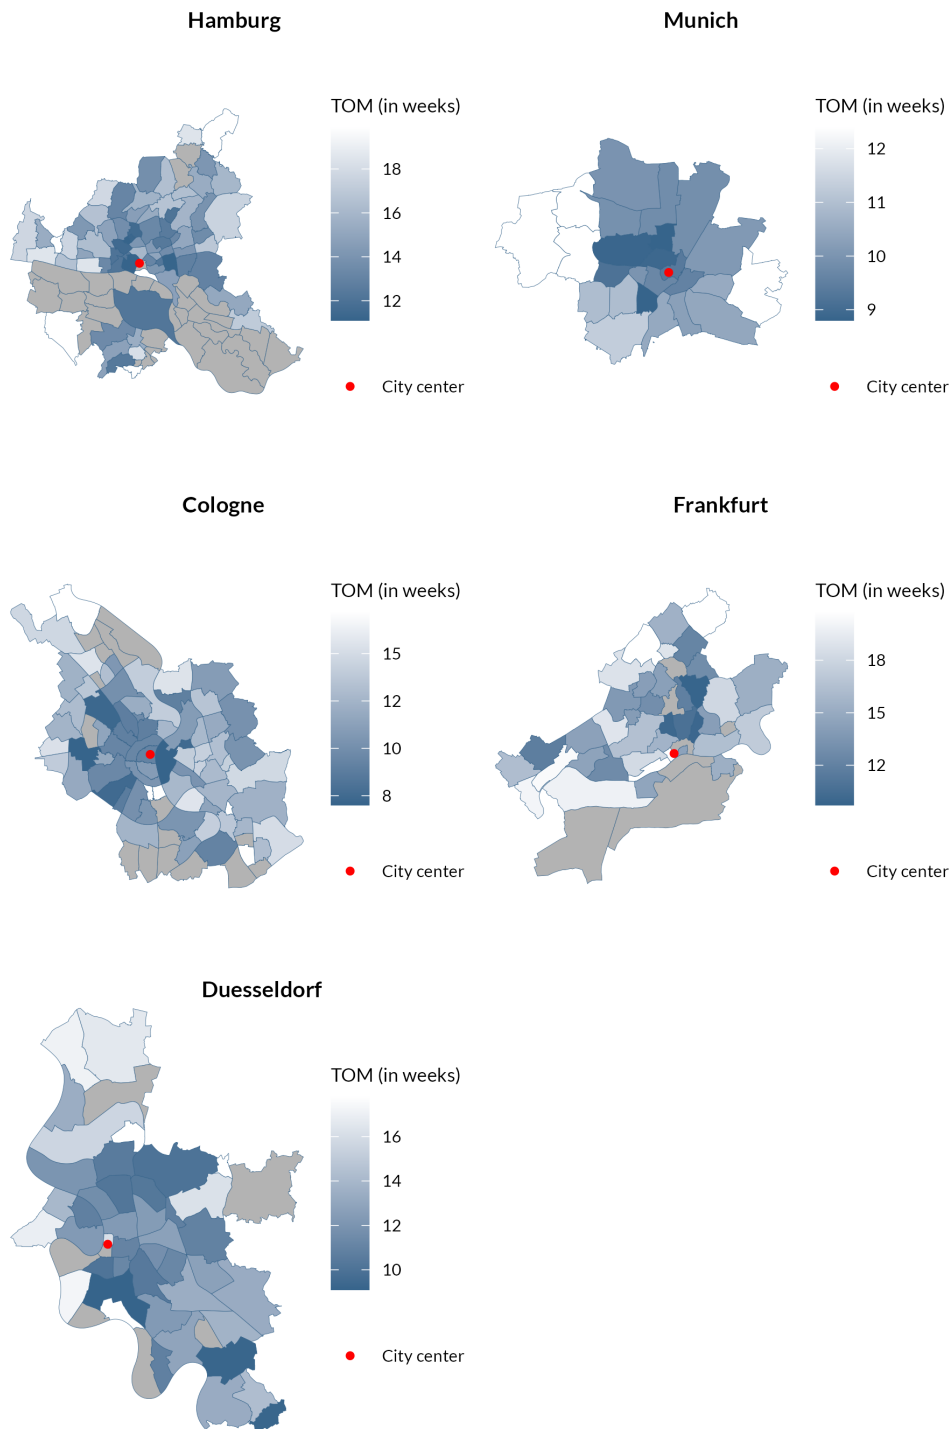 Hamburg
TOM (in weeks)
18
16
14
12
City center
Munich
TOM (in weeks)
12
11
10
9
City center
Cologne
TOM (in weeks)
15
12
10
8
City center
Frankfurt
TOM (in weeks)
18
15
12
City center
Duesseldorf
TOM (in weeks)
16
14
12
10
City center